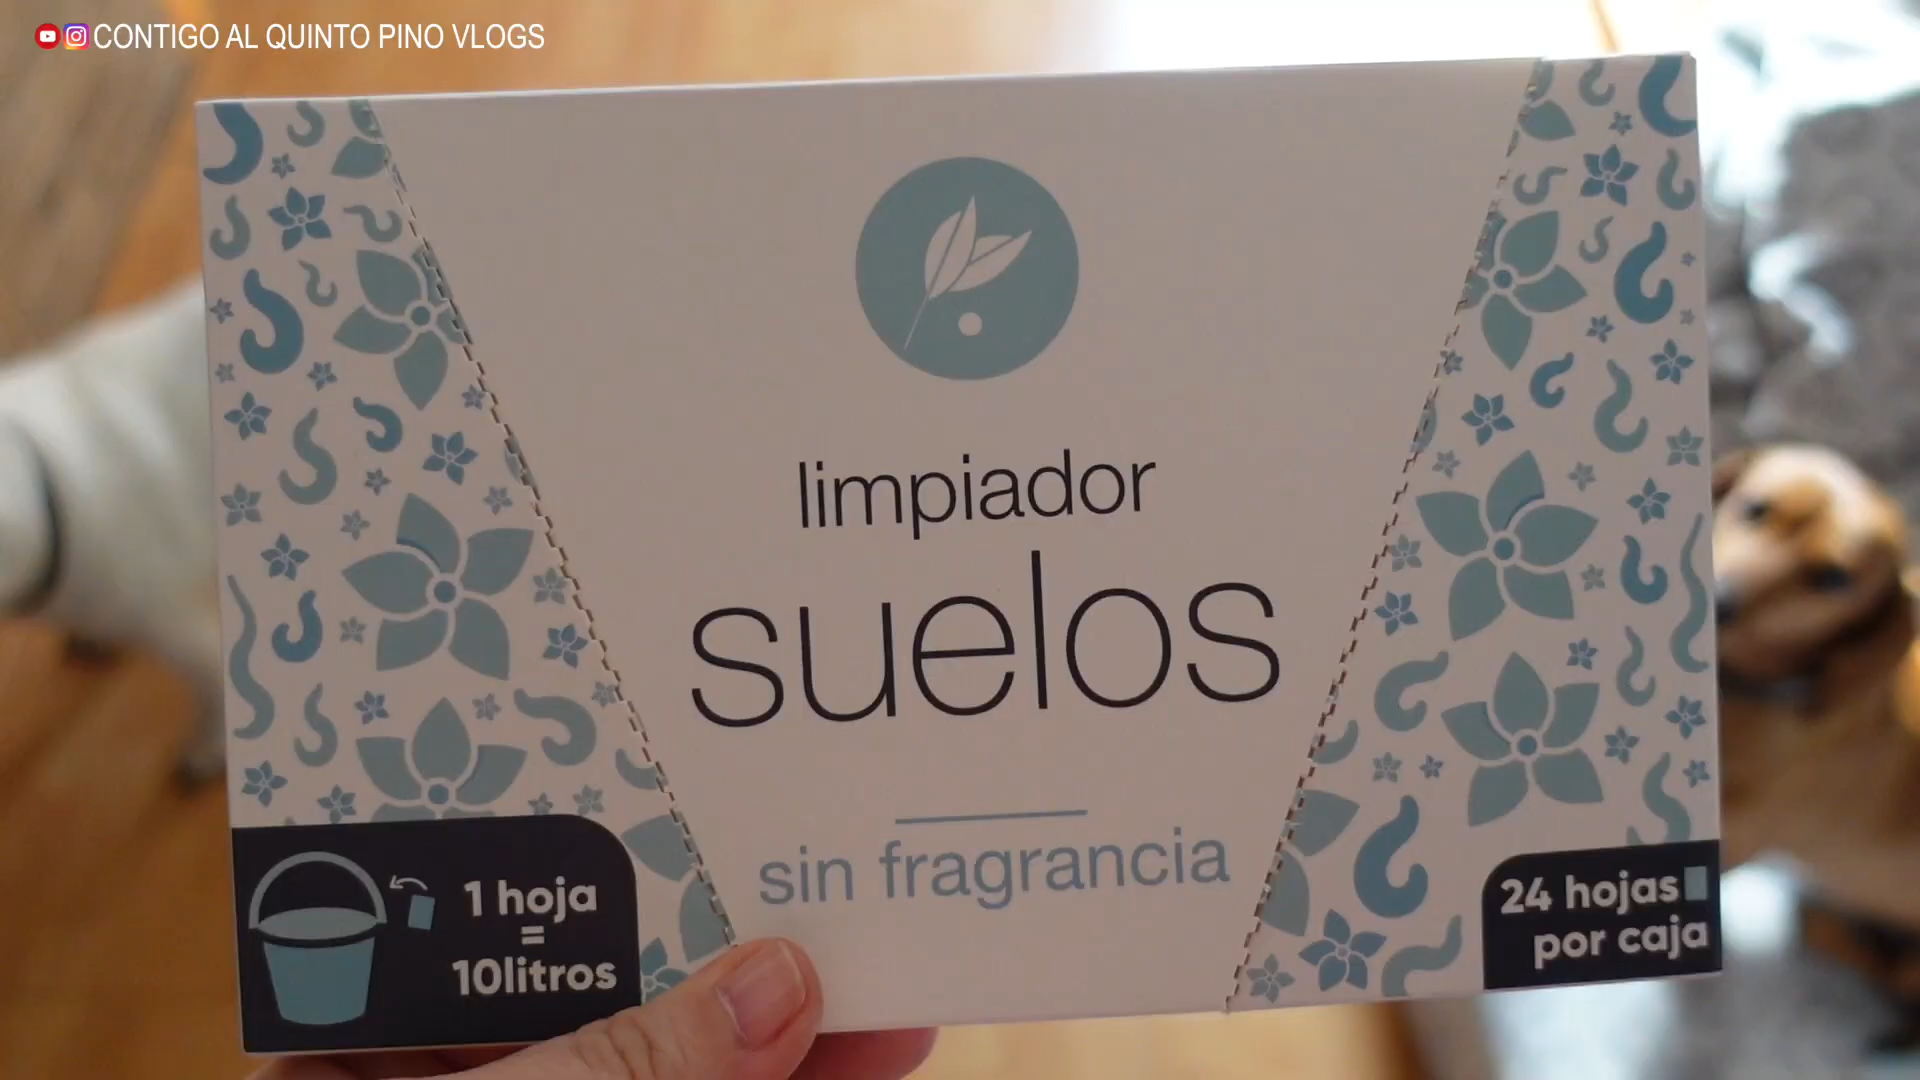 CONTIGO AL QUINTO PINO VLOGS
limpiador
suelos
sin fragrancia
1 hoja
=
10litros
24 hojas
por caja